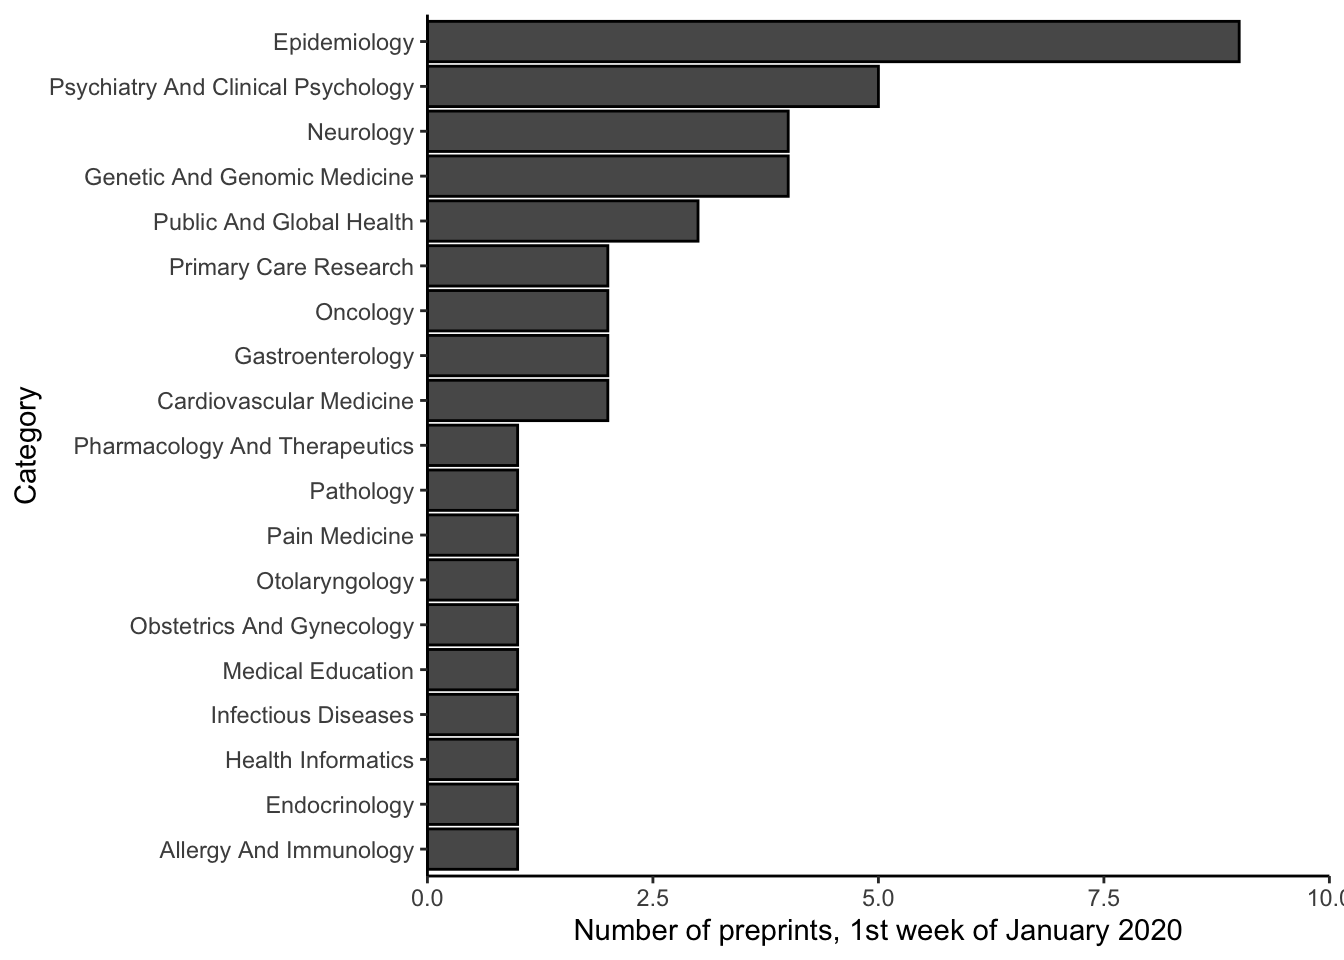 Epidemiology
Psychiatry And Clinical Psychology
Neurology
Genetic And Genomic Medicine
Public And Global Health
Primary Care Research
Oncology
Gastroenterology
Cardiovascular Medicine
Pharmacology And Therapeutics
Pathology
Pain Medicine
Otolaryngology
Obstetrics And Gynecology
Medical Education
Infectious Diseases
Health Informatics
Endocrinology
Allergy And Immunology
Category
0.0 2.5 5.0 7.5 10.0
Number of preprints, 1st week of January 2020